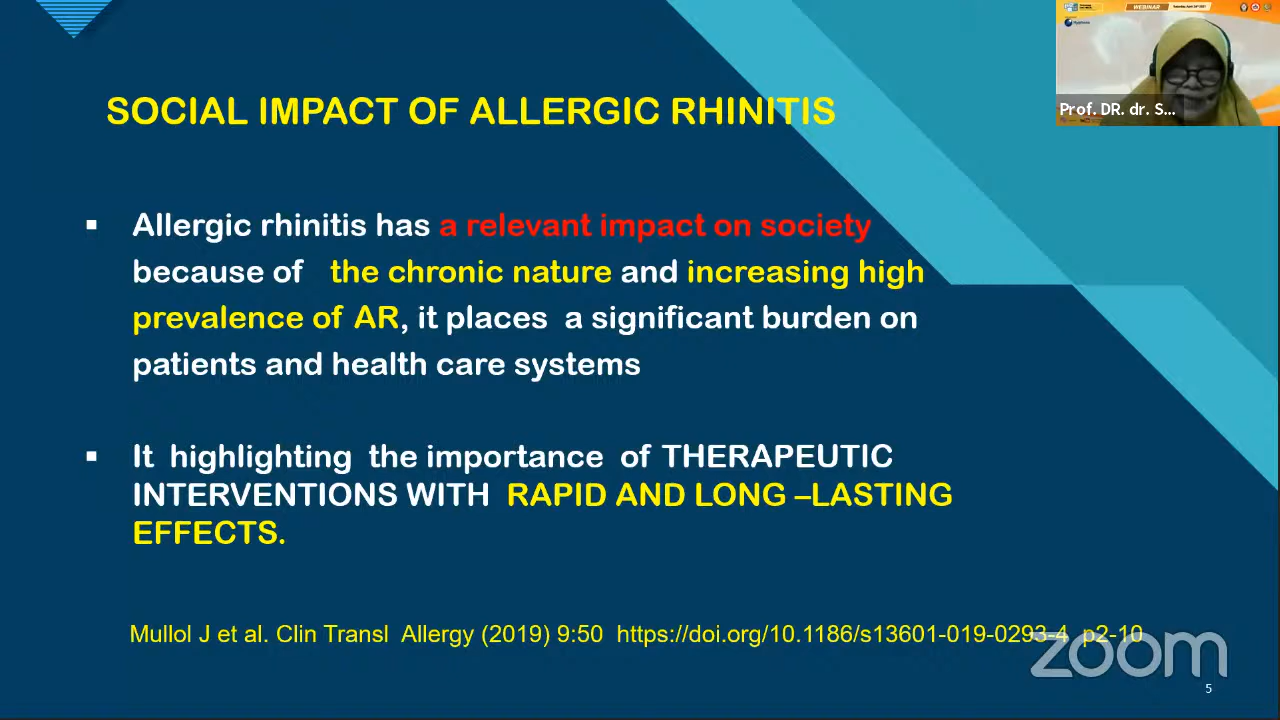 WEBINAR
Prof. DR. dr. S...
SOCIAL IMPACT OF ALLERGIC RHINITIS
▪ Allergic rhinitis has a relevant impact on society
because of the chronic nature and increasing high
prevalence of AR, it places a significant burden on
patients and health care systems
▪ It highlighting the importance of THERAPEUTIC
INTERVENTIONS WITH RAPID AND LONG –LASTING
EFFECTS.
Mullol J et al. Clin Transl Allergy (2019) 9:50 https://doi.org/10.1186/s13601-019-0293-4 p2-10
zoom
5